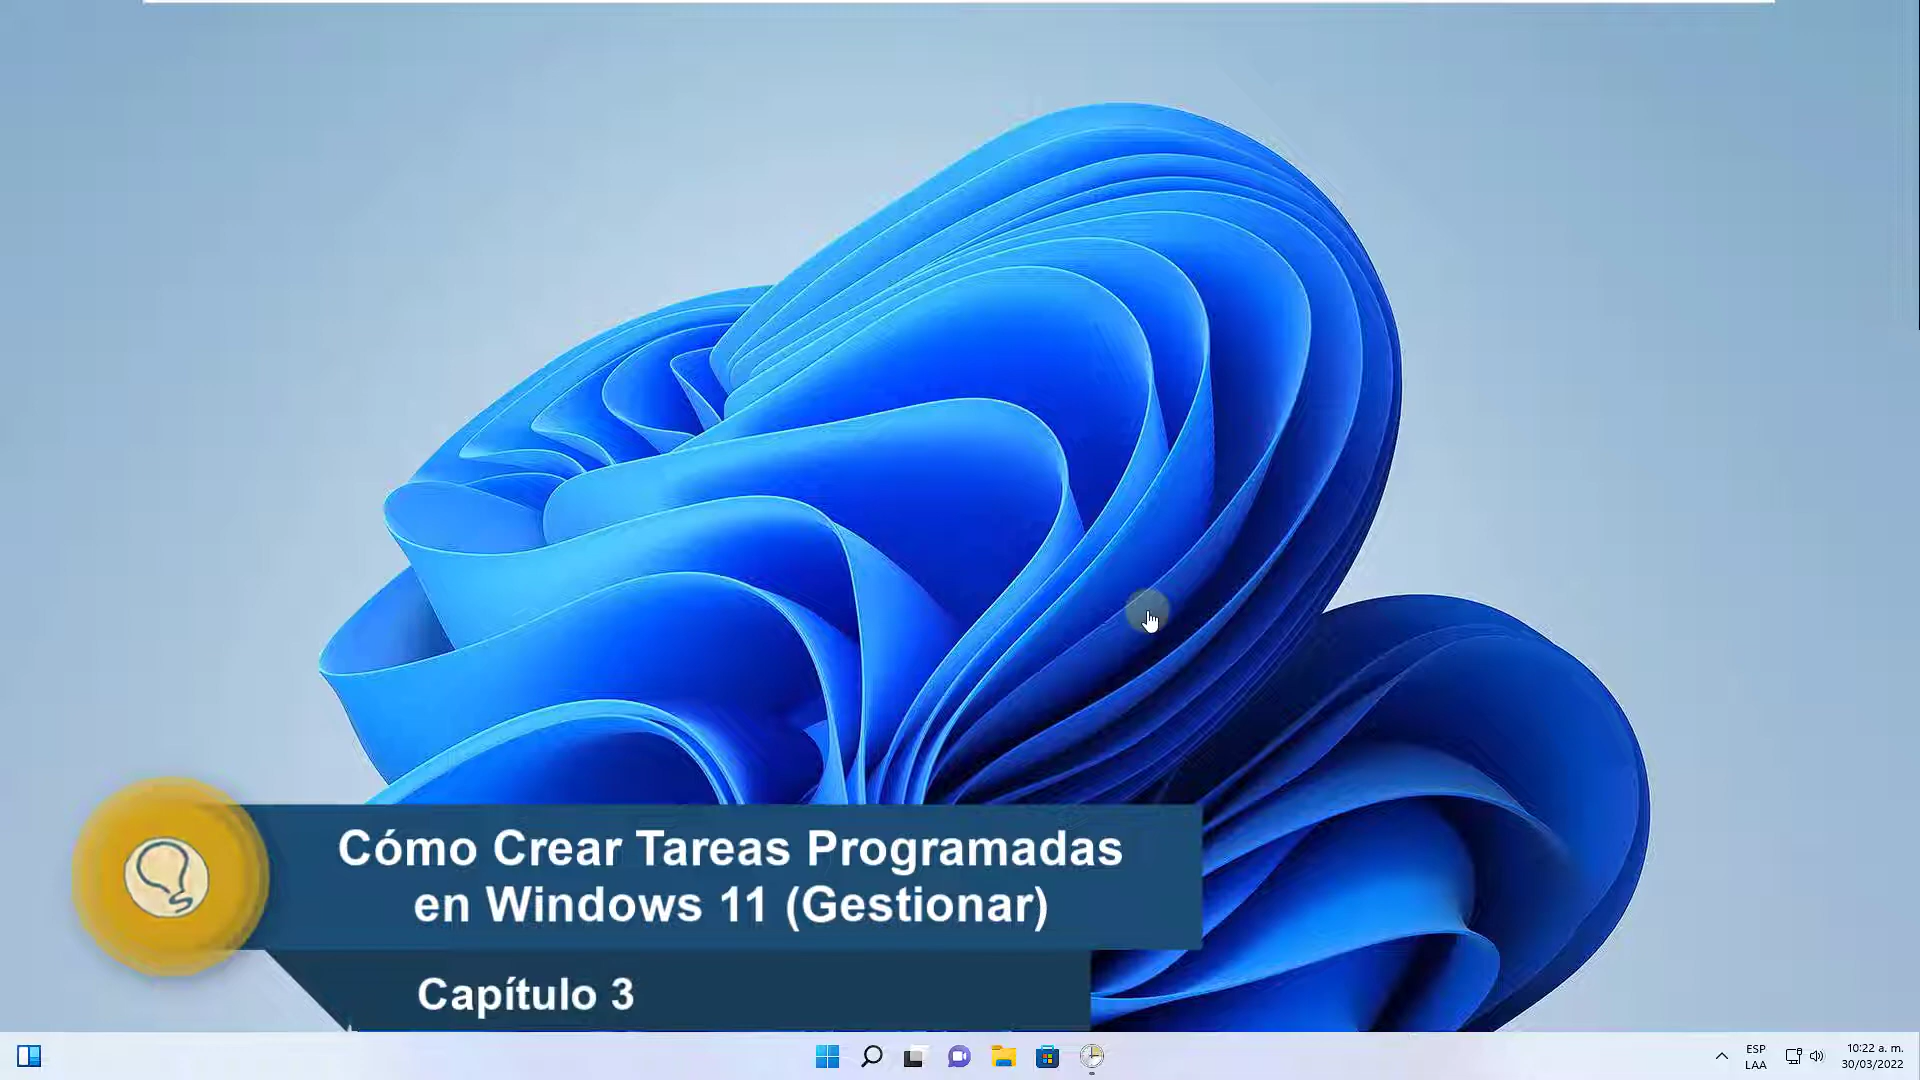 Cómo Crear Tareas Programadas
en Windows 11 (Gestionar)
Capítulo 3
ESP
LAA
10:22 a. m.
30/03/2022